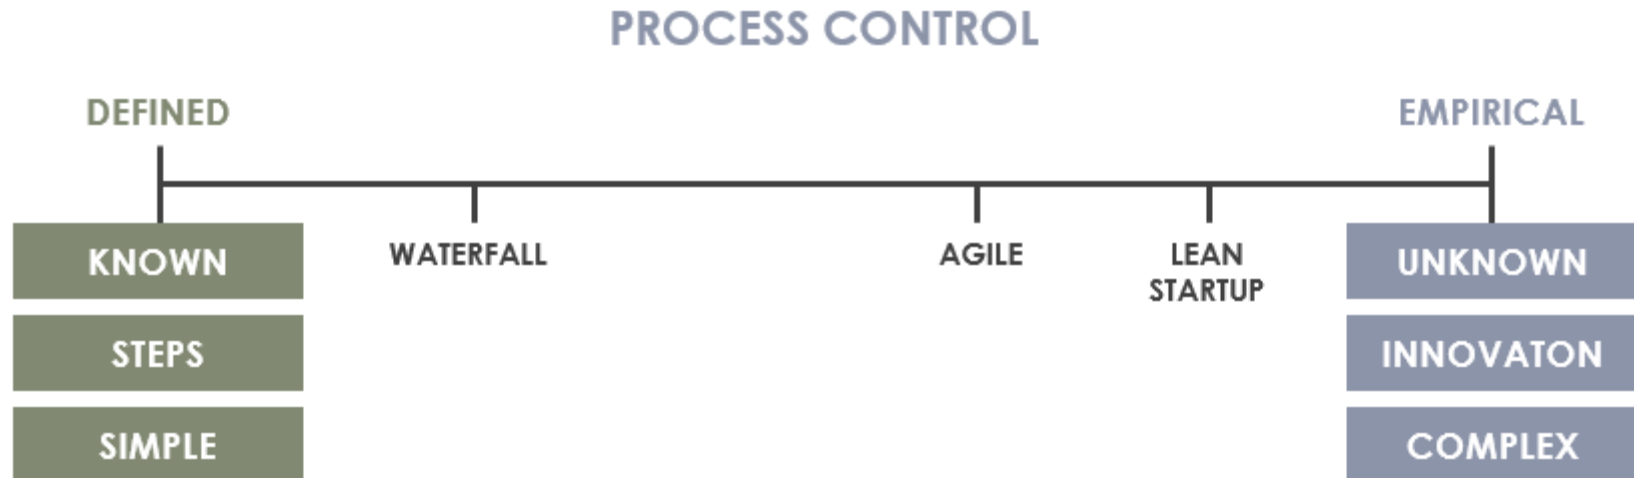 PROCESS CONTROL
DEFINED
EMPIRICAL
KNOWN
WATERFALL
AGILE
LEAN
STARTUP
UNKNOWN
STEPS
INNOVATON
SIMPLE
COMPLEX